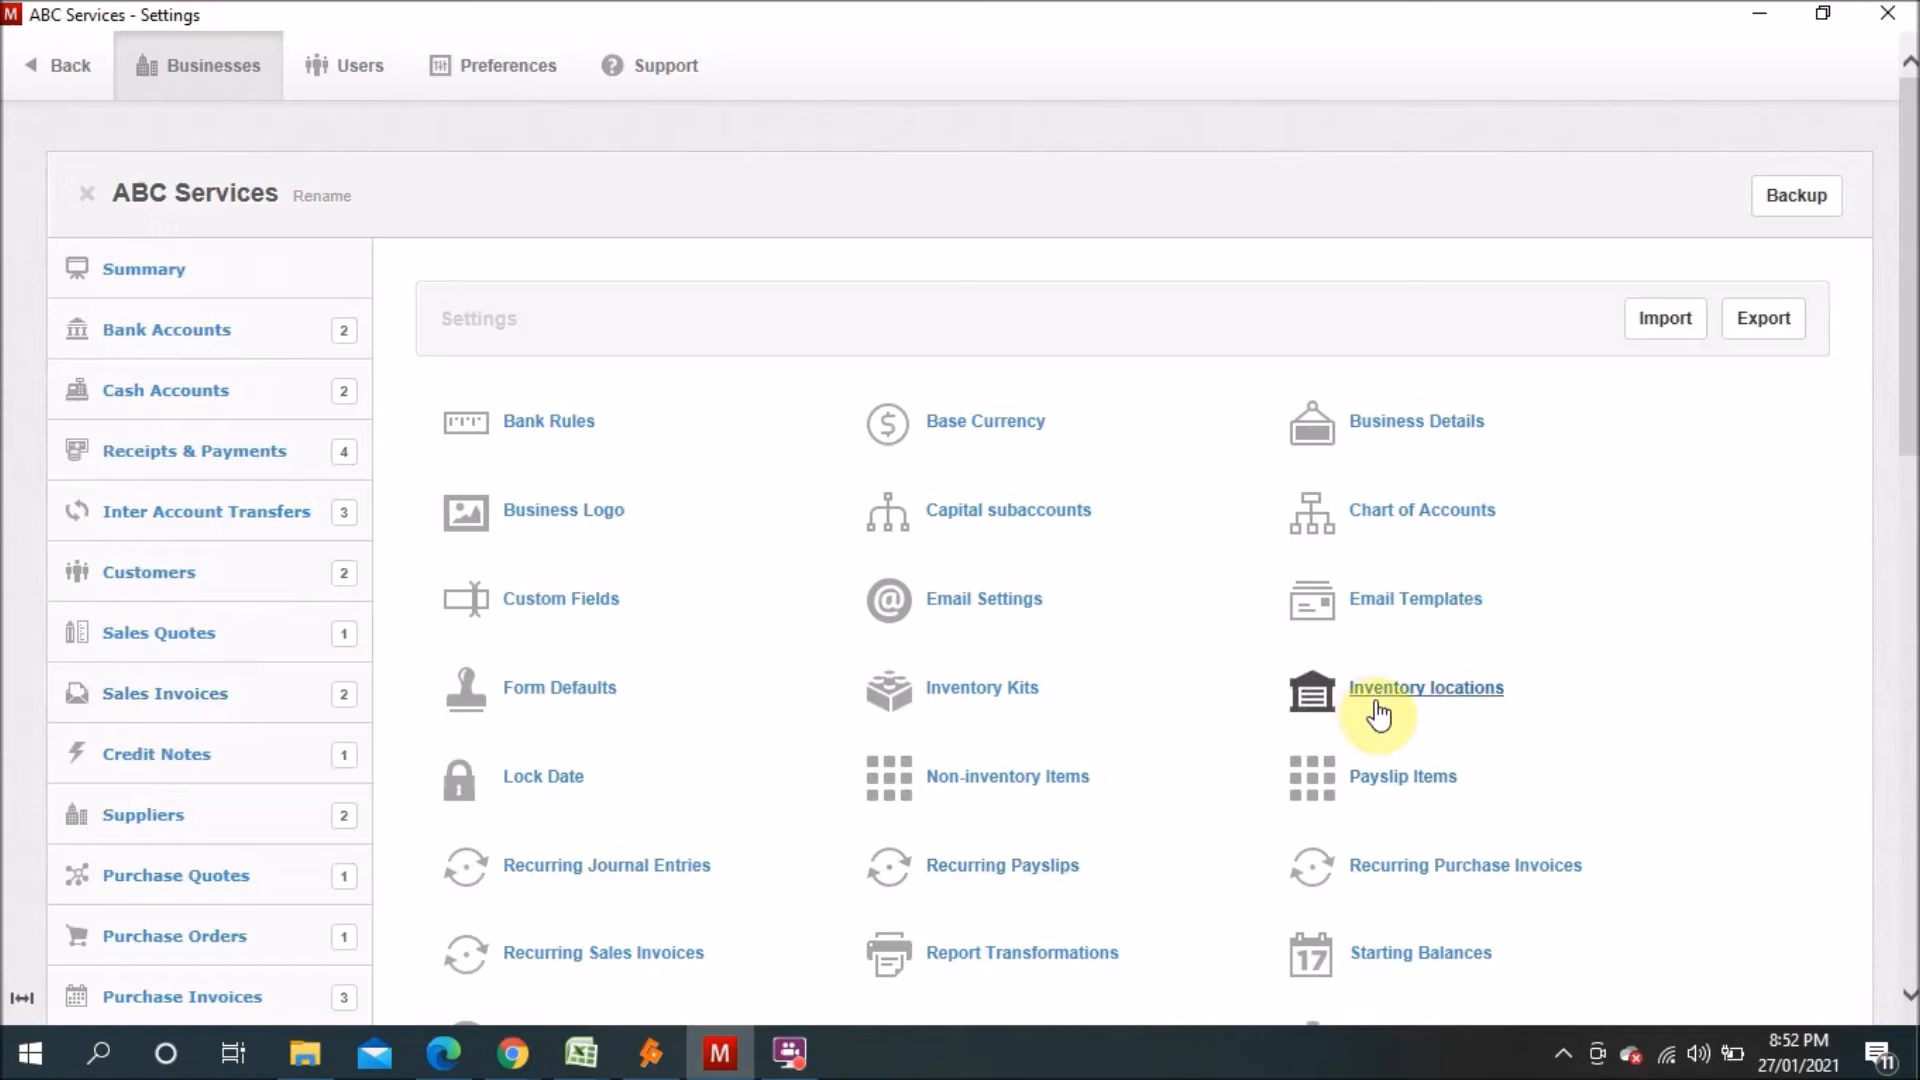 M ABC Services - Settings
Back Businesses Users Preferences Support
ABC Services Rename Backup
Summary
Bank Accounts 2
Cash Accounts 2
Receipts & Payments 4
Inter Account Transfers 3
Customers 2
Sales Quotes 1
Sales Invoices 2
Credit Notes 1
Suppliers 2
Purchase Quotes 1
Purchase Orders 1
Purchase Invoices 3
Settings Import Export
Bank Rules Base Currency Business Details
Business Logo Capital subaccounts Chart of Accounts
Custom Fields Email Settings Email Templates
Form Defaults Inventory Kits Inventory locations
Lock Date Non-inventory Items Payslip Items
Recurring Journal Entries Recurring Payslips Recurring Purchase Invoices
Recurring Sales Invoices Report Transformations 17 Starting Balances
M
8:52 PM
27/01/2021
11